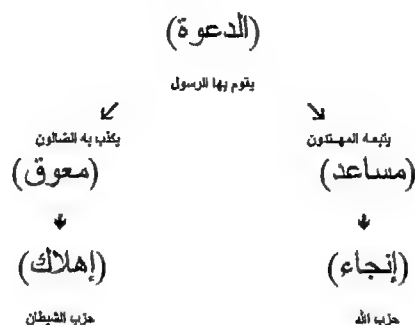 (الدعوة)
يقوم بها الرسول
يتبعه المهتدون
يكذب به الضالون
(مساعد)
(معوق)
(إنجاء)
(إهلاك)
حزب الله
حزب الشيطان